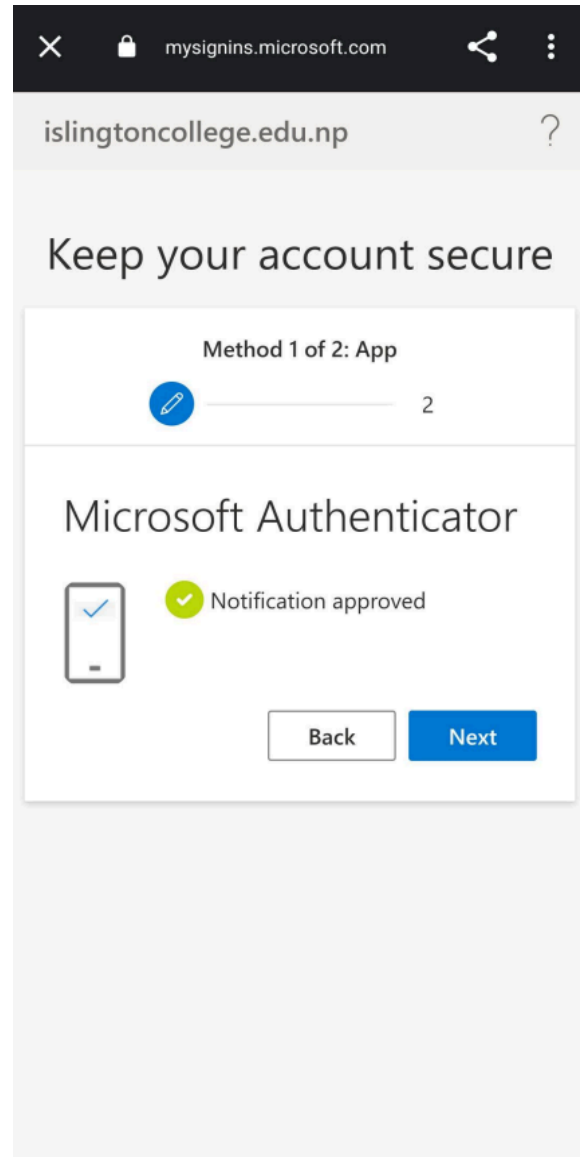 mysignins.microsoft.com
islingtoncollege.edu.np ?
Keep your account secure
Method 1 of 2: App
2
Microsoft Authenticator
Notification approved
Back Next